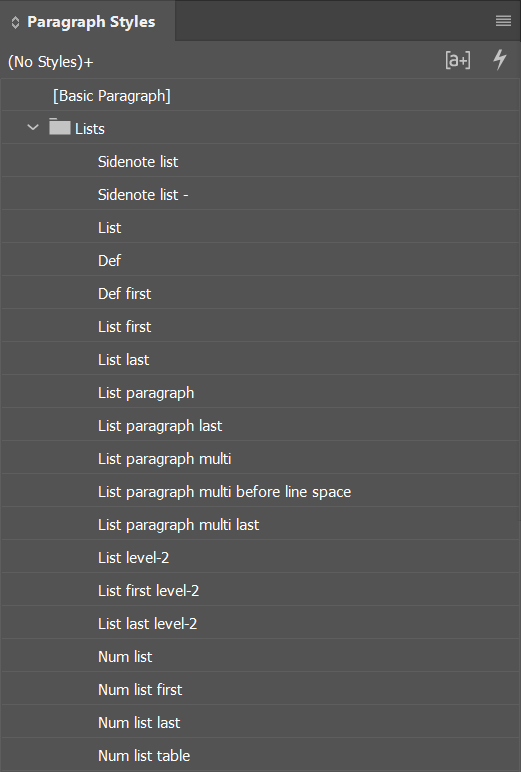 Paragraph Styles
(No Styles)+
[a+]
[Basic Paragraph]
Lists
Sidenote list
Sidenote list -
List
Def
Def first
List first
List last
List paragraph
List paragraph last
List paragraph multi
List paragraph multi before line space
List paragraph multi last
List level-2
List first level-2
List last level-2
Num list
Num list first
Num list last
Num list table